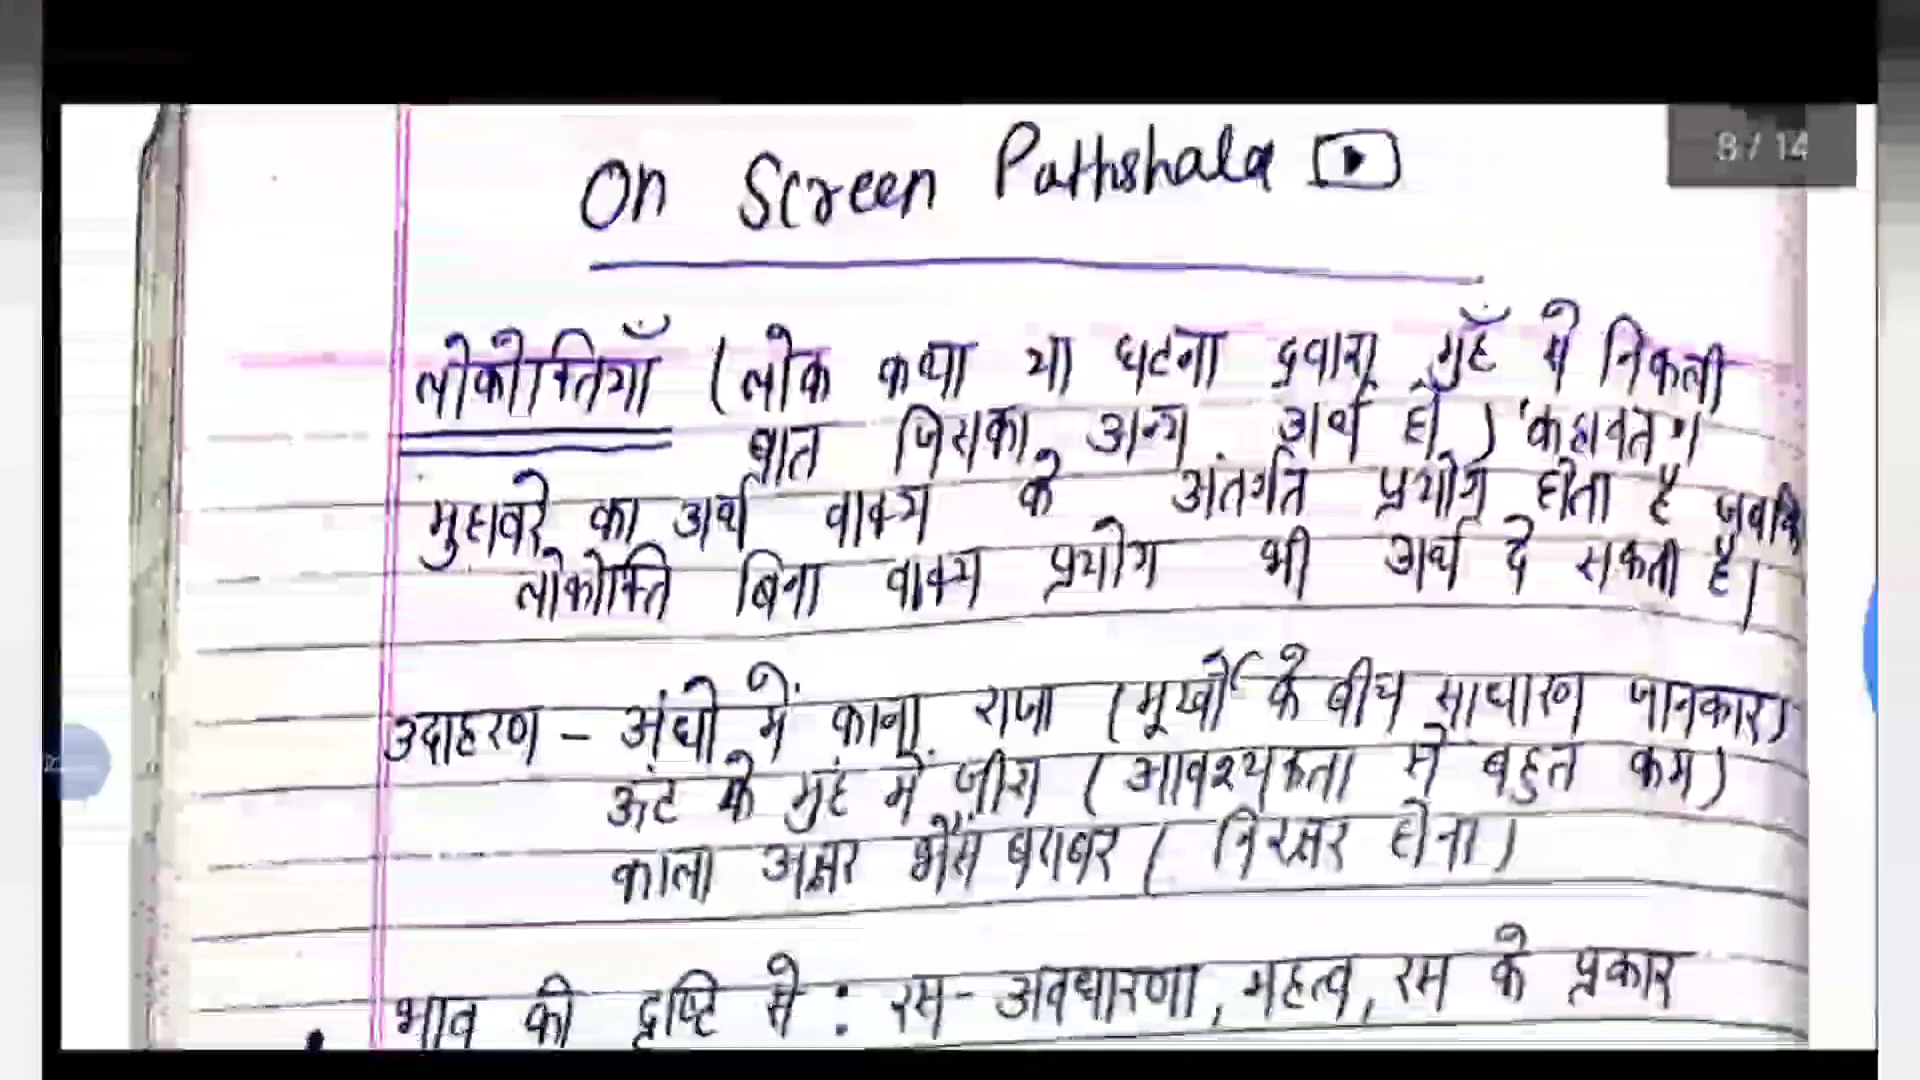 8 / 14
On Screen Pathshala
लोकोक्तियाँ (लोक कथा या घटना द्वारा मुँह से निकली
बात जिसका अन्य अर्थ हो) 'कहावत'
मुहावरे का अर्थ वाक्य के अंतर्गत प्रयोग होता है जबकि
लोकोक्ति बिना वाक्य प्रयोग भी अर्थ दे सकती है।
उदाहरण - अंधो में काना राजा (मूर्खों के बीच साधारण जानकार)
ऊंट के मुंह में जीरा (आवश्यकता से बहुत कम)
काला अक्षर भैंस बराबर (निरक्षर होना)
भाव की दृष्टि से : रस- अवधारणा, महत्व, रस के प्रकार